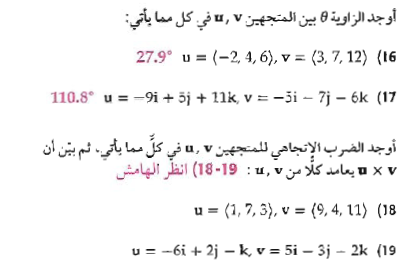 أوجد الزاوية θ بين المتجهين u, v في كل مما يأتي:
16) u = ⟨-2, 4, 6⟩, v = ⟨3, 7, 12⟩ 27.9°
17) u = -9i + 5j + 11k, v = -5i - 7j - 6k 110.8°
أوجد الضرب الاتجاهي للمتجهين u, v في كلٍّ مما يأتي، ثم بيّن أن
u × v يعامد كلًّا من u, v : 18-19) انظر الهامش
18) u = ⟨1, 7, 3⟩, v = ⟨9, 4, 11⟩
19) u = -6i + 2j - k, v = 5i - 3j - 2k